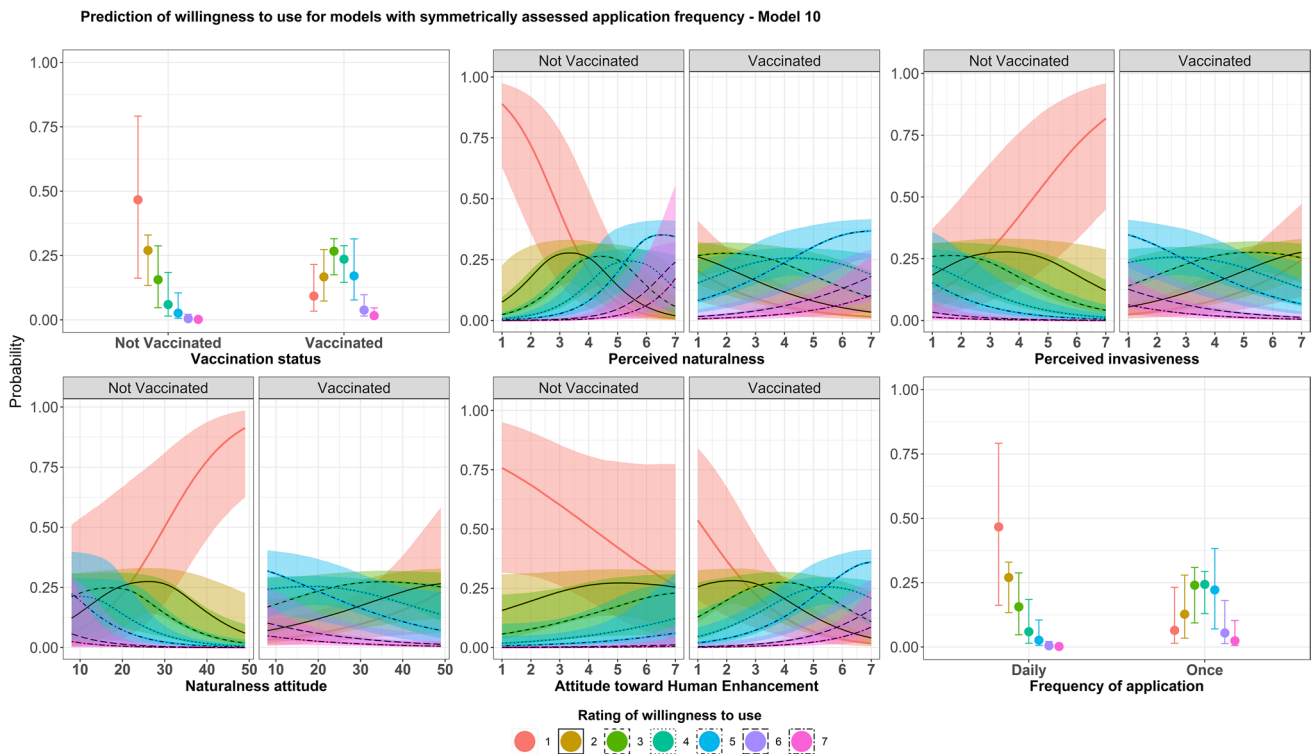 Prediction of willingness to use for models with symmetrically assessed application frequency - Model 10
Probability
1.00
0.75
0.50
0.25
0.00
Not Vaccinated Vaccinated
Vaccination status
Not Vaccinated Vaccinated
1.00
0.75
0.50
0.25
0.00
1 2 3 4 5 6 7 1 2 3 4 5 6 7
Perceived naturalness
Not Vaccinated Vaccinated
1.00
0.75
0.50
0.25
0.00
1 2 3 4 5 6 7 1 2 3 4 5 6 7
Perceived invasiveness
Not Vaccinated Vaccinated
1.00
0.75
0.50
0.25
0.00
10 20 30 40 50 10 20 30 40 50
Naturalness attitude
Not Vaccinated Vaccinated
1.00
0.75
0.50
0.25
0.00
1 2 3 4 5 6 7 1 2 3 4 5 6 7
Attitude toward Human Enhancement
1.00
0.75
0.50
0.25
0.00
Daily Once
Frequency of application
Rating of willingness to use
1 2 3 4 5 6 7